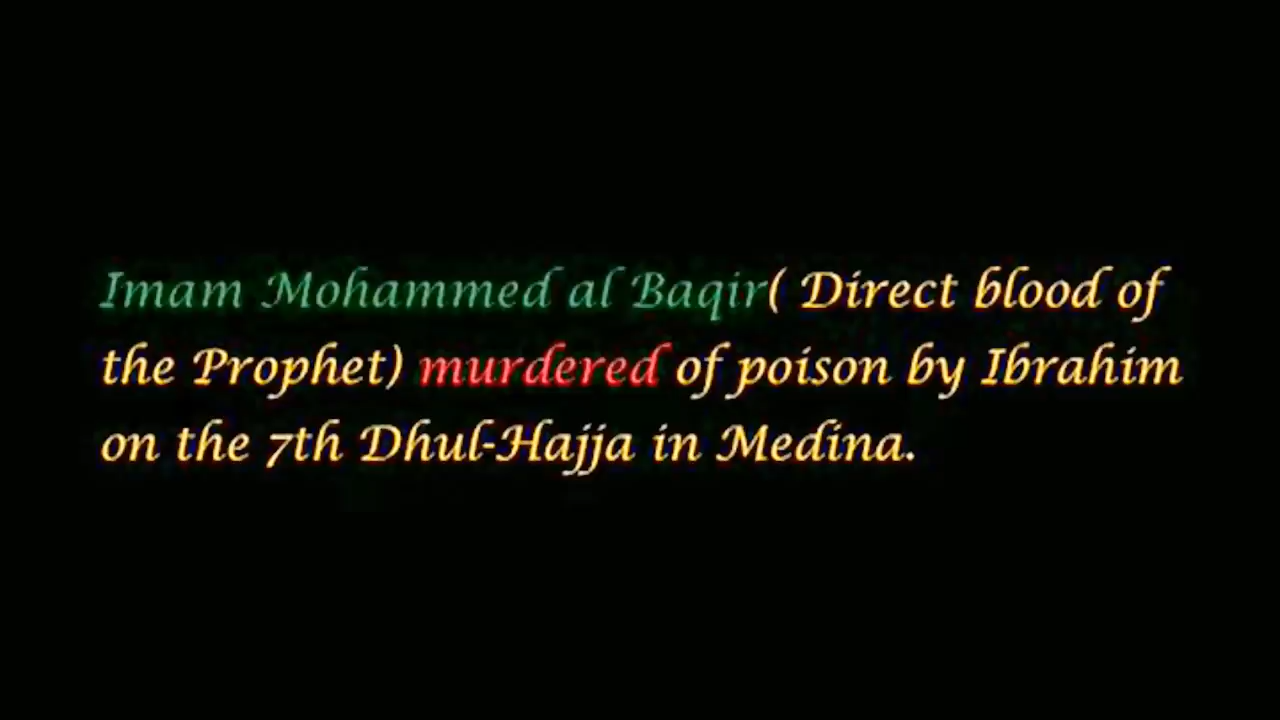 Imam Mohammed al Baqir( Direct blood of
the Prophet) murdered of poison by Ibrahim
on the 7th Dhul-Hajja in Medina.